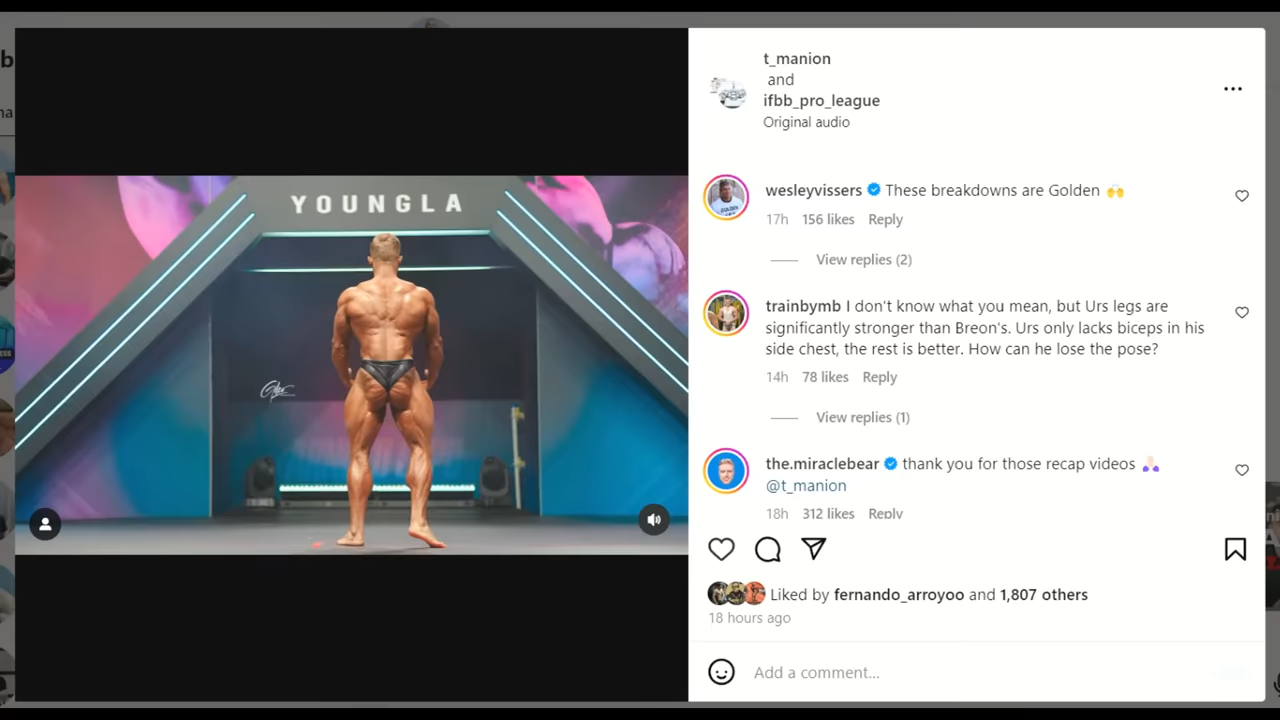 b
na
YOUNGLA
t_manion
and
ifbb_pro_league
Original audio
wesleyvissers These breakdowns are Golden 🙌
17h 156 likes Reply
View replies (2)
trainbymb I don't know what you mean, but Urs legs are
significantly stronger than Breon's. Urs only lacks biceps in his
side chest, the rest is better. How can he lose the pose?
14h 78 likes Reply
View replies (1)
the.miraclebear thank you for those recap videos 🙏🏻
@t_manion
18h 312 likes Reply
Liked by fernando_arroyoo and 1,807 others
18 hours ago
Add a comment...